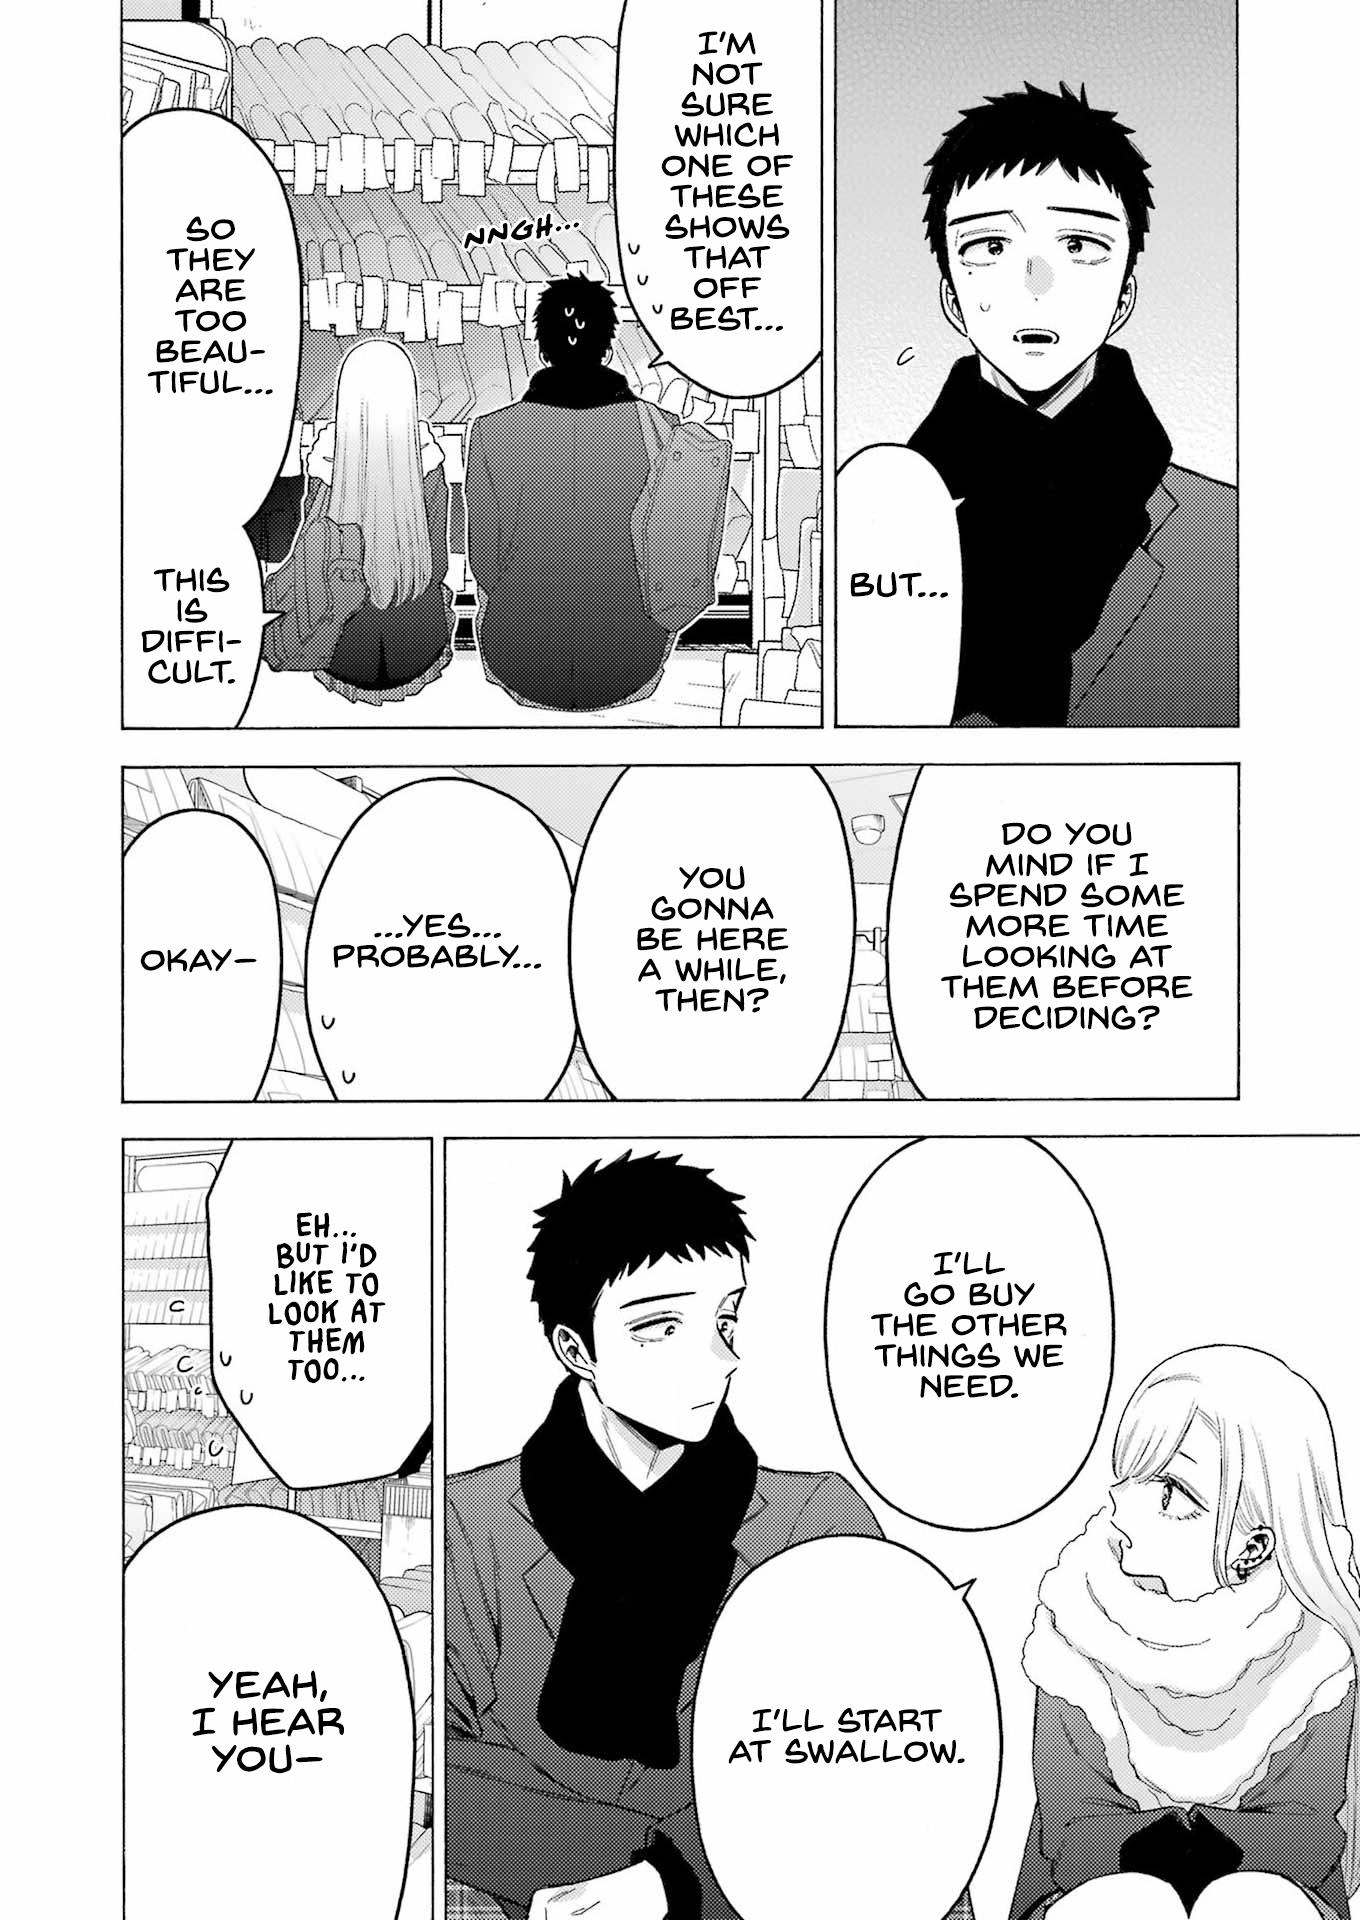 BUT...
I'M
NOT
SURE
WHICH
ONE OF
THESE
SHOWS
THAT
OFF
BEST...
NNGH...
SO
THEY
ARE
TOO
BEAU-
TIFUL...
THIS
IS
DIFFI-
CULT.
DO YOU
MIND IF I
SPEND SOME
MORE TIME
LOOKING AT
THEM BEFORE
DECIDING?
YOU
GONNA
BE HERE
A WHILE,
THEN?
...YES...
PROBABLY...
OKAY—
I'LL
GO BUY
THE OTHER
THINGS WE
NEED.
I'LL START
AT SWALLOW.
EH...
BUT I'D
LIKE TO
LOOK AT
THEM
TOO...
YEAH,
I HEAR
YOU—